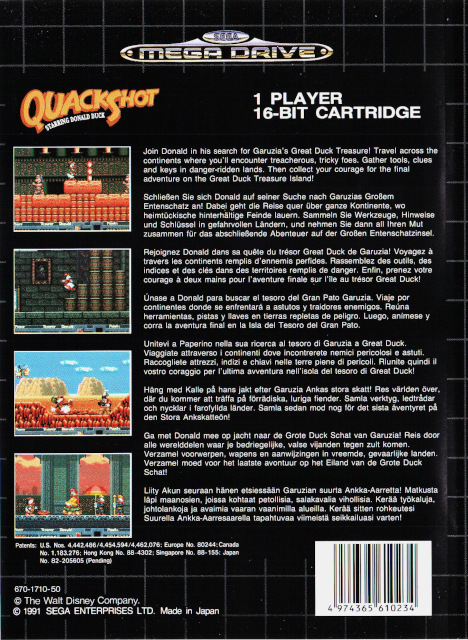 SEGA
MEGA DRIVE
QUACKSHOT
STARRING DONALD DUCK
1 PLAYER
16-BIT CARTRIDGE
Join Donald in his search for Garuzia's Great Duck Treasure! Travel across the
continents where you'll encounter treacherous, tricky foes. Gather tools, clues
and keys in danger-ridden lands. Then collect your courage for the final
adventure on the Great Duck Treasure Island!
Schließen Sie sich Donald auf seiner Suche nach Garuzias Großem
Entenschatz an! Dabei geht die Reise quer über ganze Kontinente, wo
heimtückische hinterhältige Feinde lauern. Sammeln Sie Werkzeuge, Hinweise
und Schlüssel in gefahrvollen Ländern, und nehmen Sie dann all Ihren Mut
zusammen für das abschließende Abenteuer auf der Großen Entenschatzinsel.
Rejoignez Donald dans sa quête du trésor Great Duck de Garuzia! Voyagez à
travers les continents remplis d'ennemis perfides. Rassemblez des outils, des
indices et des clés dans des territoires remplis de danger. Enfin, prenez votre
courage à deux mains pour l'aventure finale sur l'île au trésor Great Duck!
Únase a Donald para buscar el tesoro del Gran Pato Garuzia. Viaje por
continentes donde se enfrentará a astutos y traidores enemigos. Reúna
herramientas, pistas y llaves en tierras repletas de peligro. Luego, anímese y
corra la aventura final en la Isla del Tesoro del Gran Pato.
Unitevi a Paperino nella sua ricerca al tesoro di Garuzia a Great Duck.
Viaggiate attraverso i continenti dove incontrerete nemici pericolosi e astuti.
Raccogliete attrezzi, indizi e chiavi nelle terre piene di pericoli. Riunite quindi il
vostro coraggio per l'ultima avventura nell'isola del tesoro di Great Duck!
Häng med Kalle på hans jakt efter Garuzia Ankas stora skatt! Res världen över,
där du kommer att träffa på förrädiska, luriga fiender. Samla verktyg, ledtrådar
och nycklar i farofyllda länder. Samla sedan mod nog för det sista äventyret på
den Stora Ankskatteön!
Ga met Donald mee op jacht naar de Grote Duck Schat van Garuzia! Reis door
alle werelddelen waar je bedriegelijke, valse vijanden tegen zult komen.
Verzamel voorwerpen, wapens en aanwijzingen in vreemde, gevaarlijke landen.
Verzamel moed voor het laatste avontuur op het Eiland van de Grote Duck
Schat!
Liity Akun seuraan hänen etsiessään Garuzian suurta Ankka-Aarretta! Matkusta
läpi maanosien, joissa kohtaat petollisia, salakavalia vihollisia. Kerää työkaluja,
johtolankoja ja avaimia vaaran vaanimilla alueilla. Kerää sitten rohkeutesi
Suurella Ankka-Aarresaarella tapahtuvaa viimeistä seikkailuasi varten!
Patents: U.S. Nos. 4,442,486/4,454,594/4,462,076; Europe No. 80244; Canada
No. 1,183,276; Hong Kong No. 88-4302; Singapore No. 88-155; Japan
No. 82-205605 (Pending)
670-1710-50
© The Walt Disney Company.
© 1991 SEGA ENTERPRISES LTD. Made in Japan
4 974365 610234